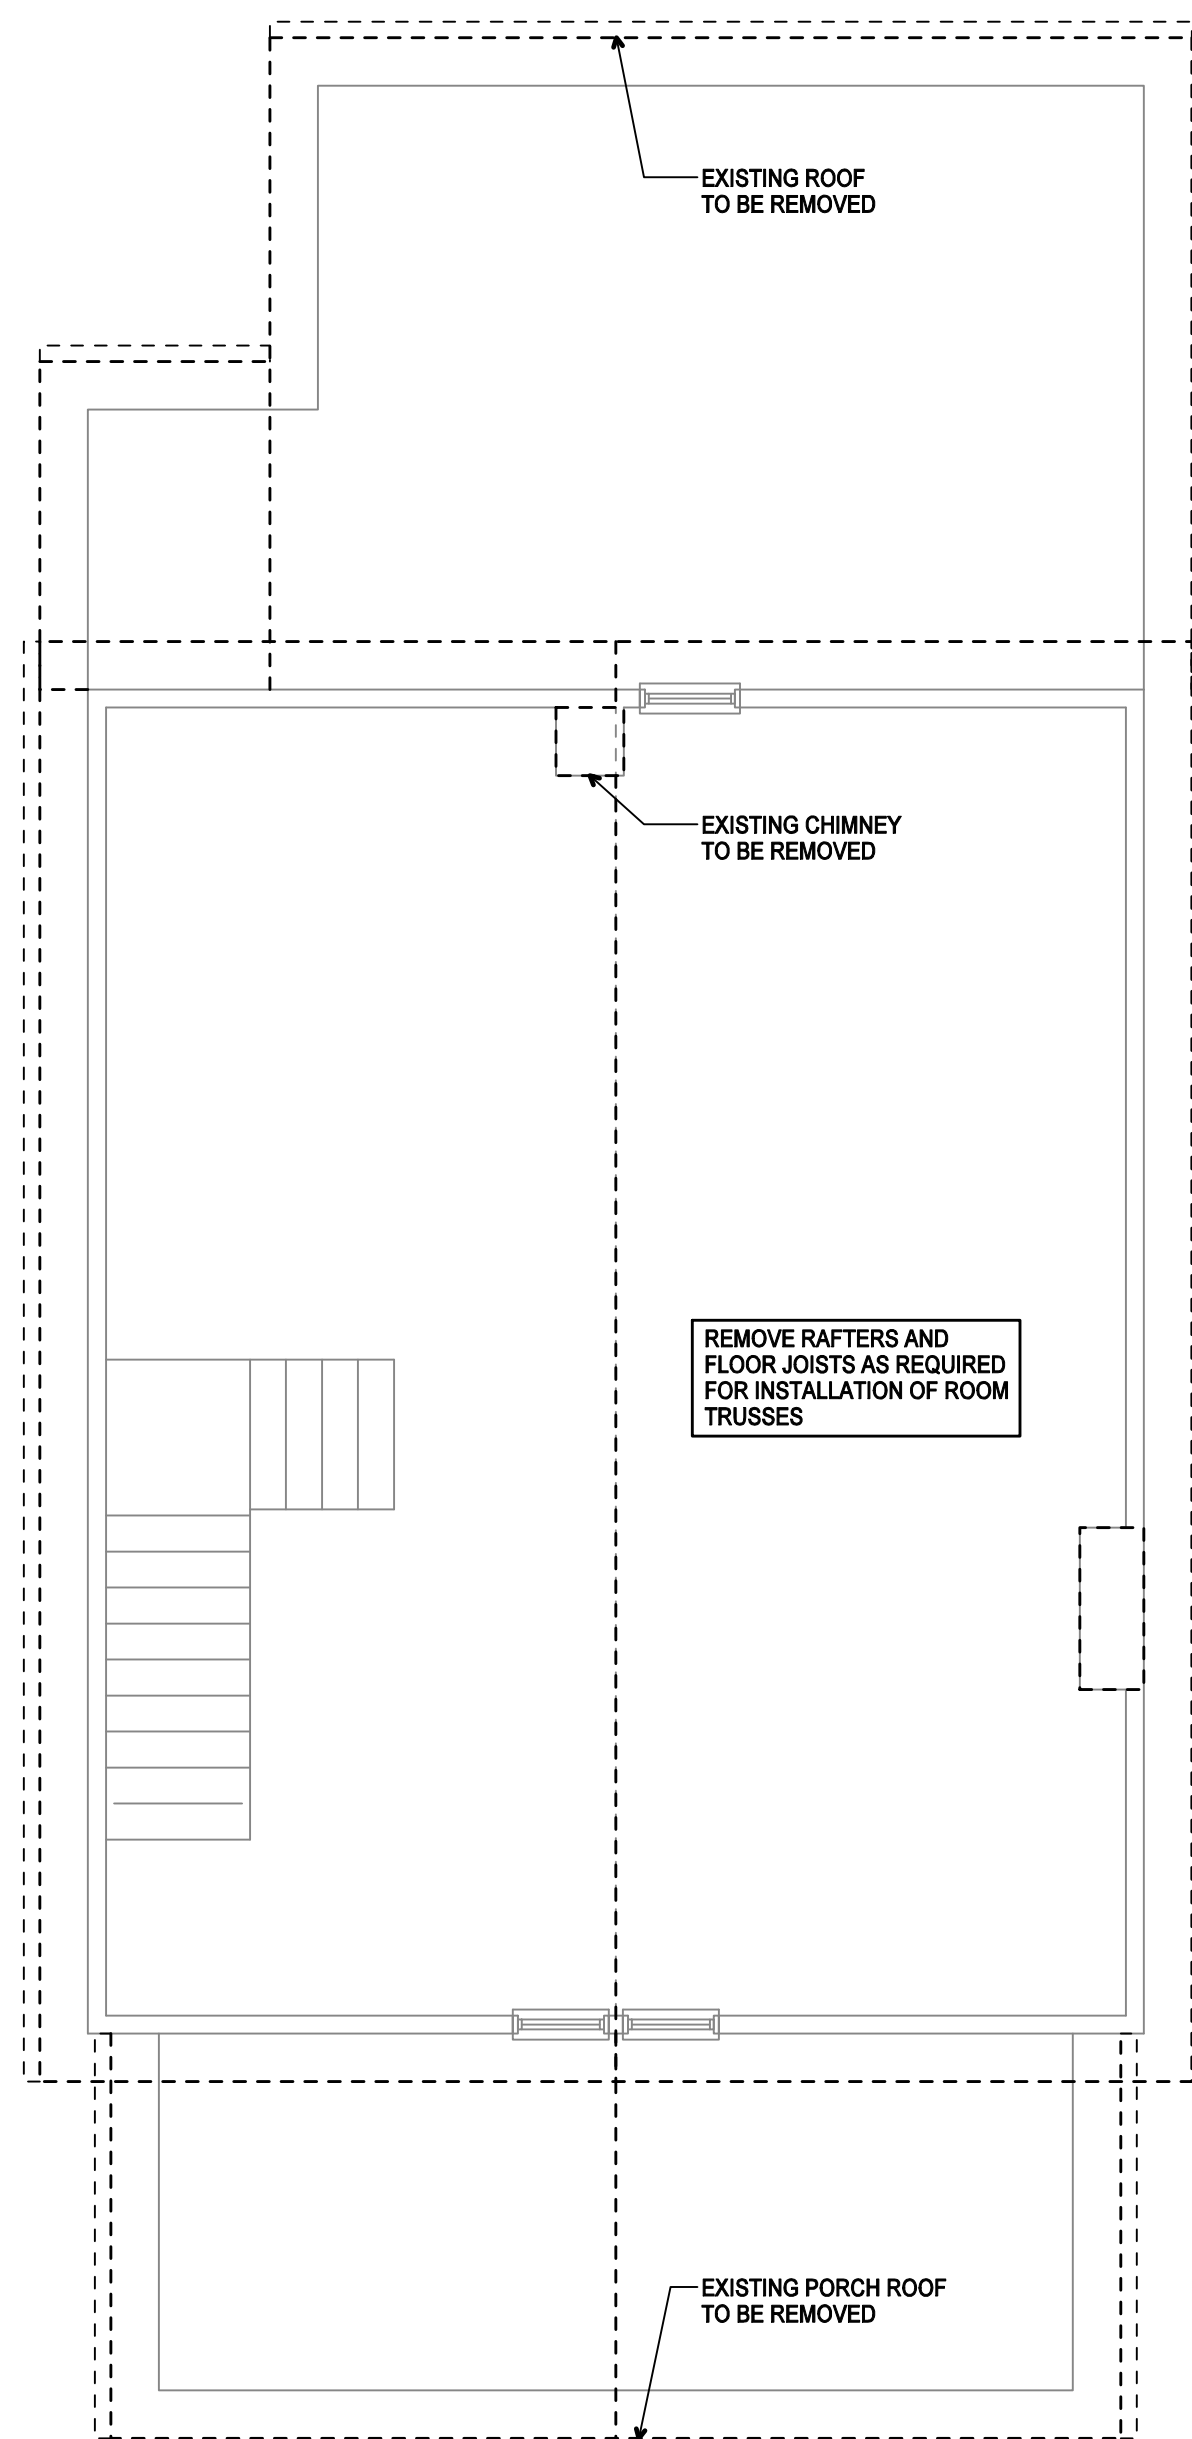 EXISTING ROOF
TO BE REMOVED
EXISTING CHIMNEY
TO BE REMOVED
REMOVE RAFTERS AND
FLOOR JOISTS AS REQUIRED
FOR INSTALLATION OF ROOM
TRUSSES
EXISTING PORCH ROOF
TO BE REMOVED